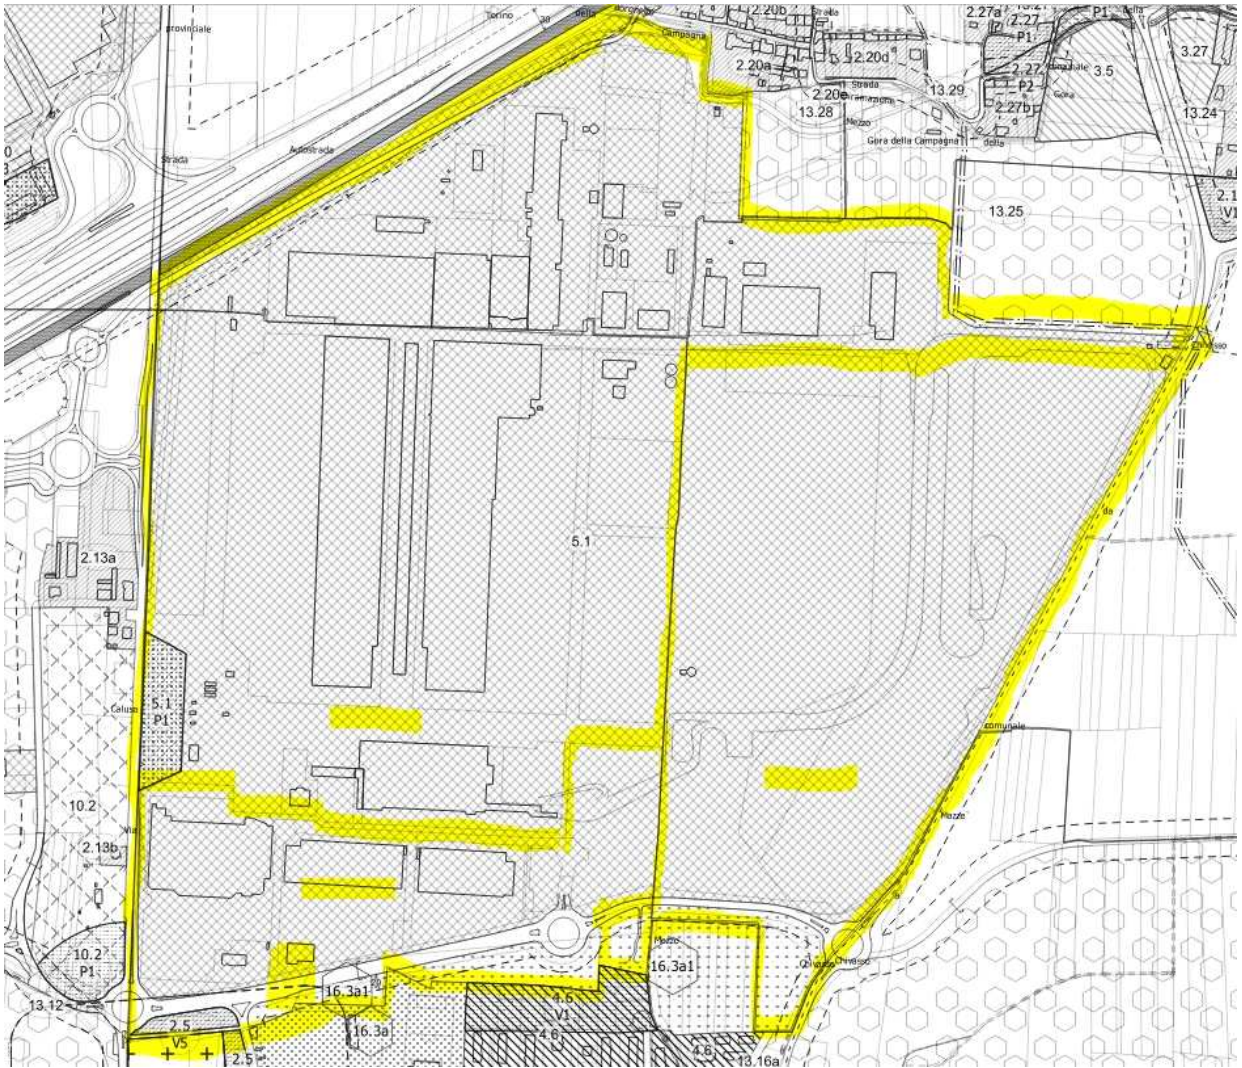 Torino
30
della
2.20b
Strada
2.27a
2.27
P1
P1
della
provinciale
Campagna
2.20a
2.20d
2.27
P2
comunale
3.5
3.27
Strada
2.20e
13.29
2.27b
Gora
13.28
Mezzo
13.24
Gora della Campagna
della
Autostrada
Strada
2.1
V1
13.25
Chivasso
da
5.1
2.13a
5.1
P1
Caluso
comunale
10.2
Via
Mazzè
2.13b
10.2
P1
Mezzo
16.3a1
Chivasso
13.12
16.3a1
4.6
V1
2.5
V5
16.3a
4.6
4.6
2.5
13.16a